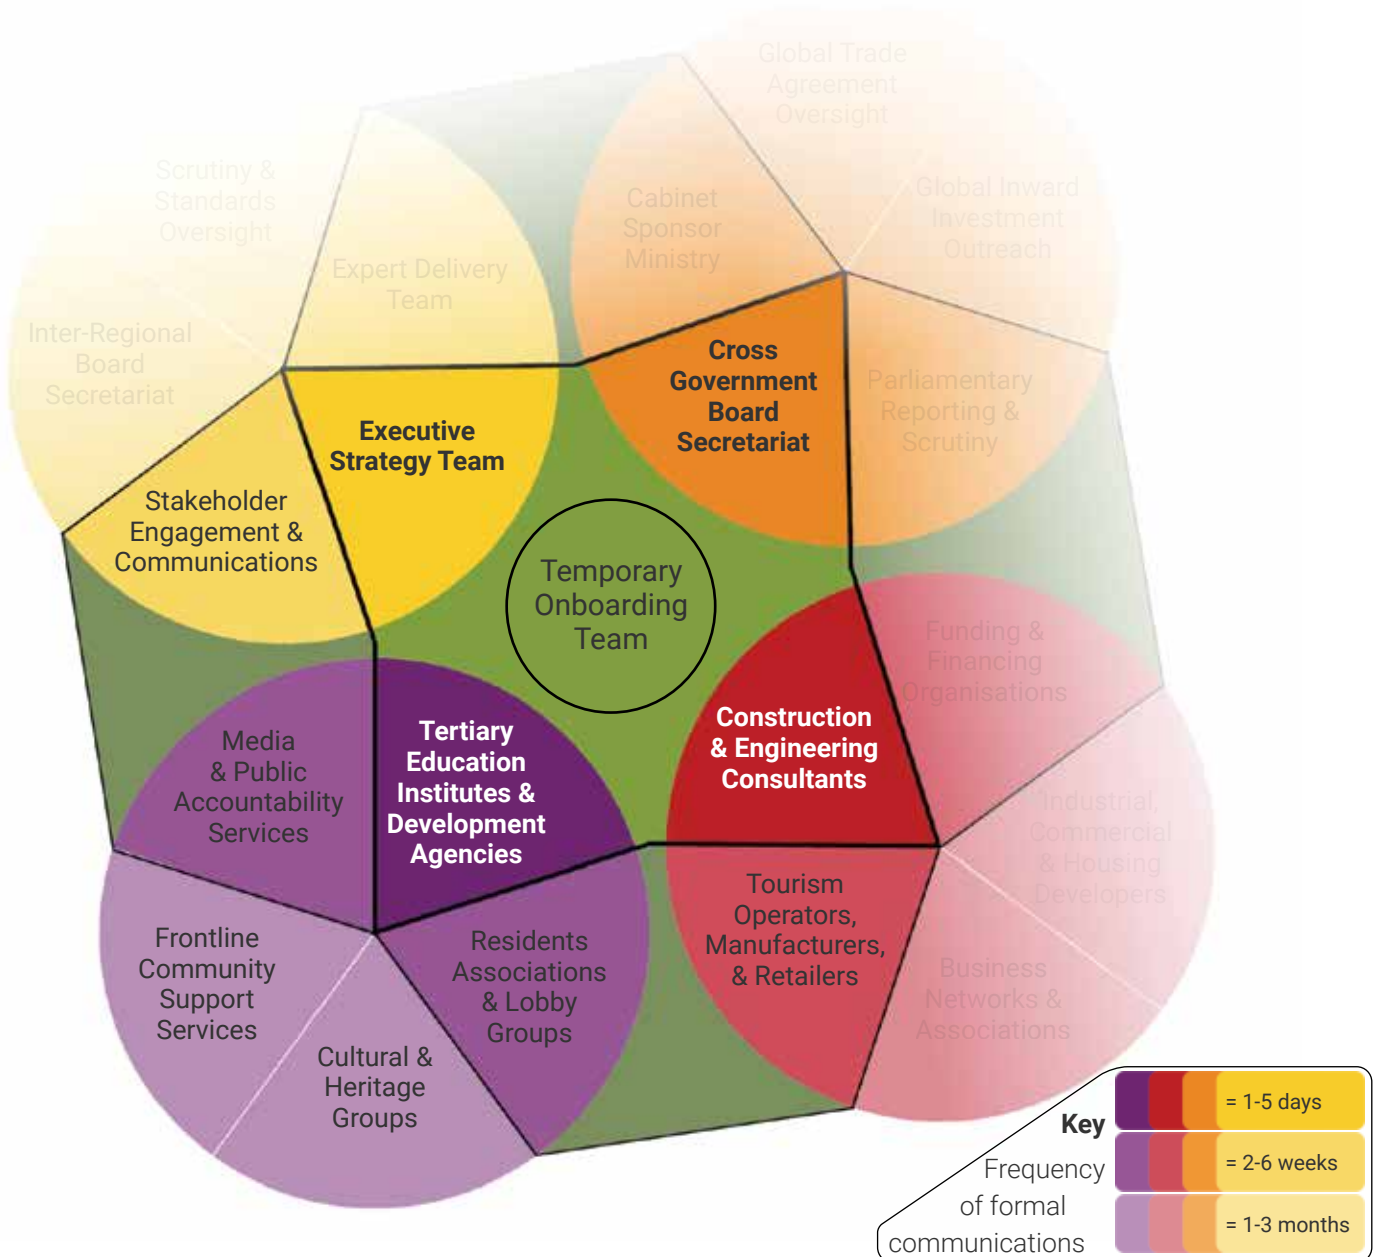 Global Trade
Agreement
Oversight
Scrutiny &
Standards
Oversight
Cabinet
Sponsor
Ministry
Global Inward
Investment
Outreach
Expert Delivery
Team
Inter-Regional
Board
Secretariat
Cross
Government
Board
Secretariat
Parliamentary
Reporting &
Scrutiny
Executive
Strategy Team
Stakeholder
Engagement &
Communications
Temporary
Onboarding
Team
Funding &
Financing
Organisations
Media
& Public
Accountability
Services
Tertiary
Education
Institutes &
Development
Agencies
Construction
& Engineering
Consultants
Industrial,
Commercial
& Housing
Developers
Tourism
Operators,
Manufacturers,
& Retailers
Frontline
Community
Support
Services
Residents
Associations
& Lobby
Groups
Business
Networks &
Associations
Cultural &
Heritage
Groups
Key
Frequency
of formal
communications
= 1-5 days
= 2-6 weeks
= 1-3 months